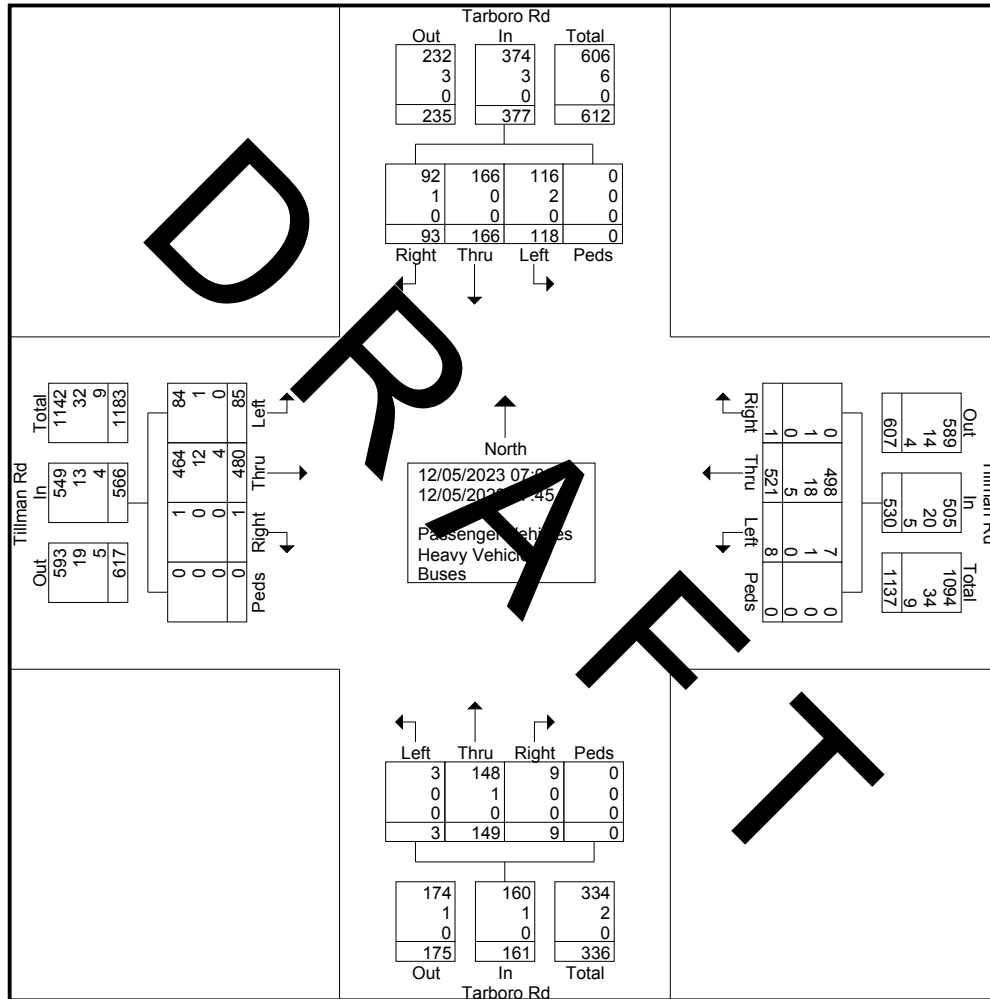 Tarboro Rd
Out In Total
232 374 606
3 3 6
0 0 0
235 377 612
92 166 116 0
1 0 2 0
0 0 0 0
93 166 118 0
Right Thru Left Peds
Tillman Rd
Total In Out
1142 549 593
32 13 19
9 4 5
1183 566 617
84 464 1 0
1 12 0 0
0 4 0 0
85 480 1 0
Left Thru Right Peds
North
12/05/2023
12/05/2023
Passenger Vehicles
Heavy Vehicles
Buses
Right Thru Left Peds
1 521 8 0
0 5 0 0
1 18 1 0
0 498 7 0
Out In Total
589 505 1094
14 20 34
4 5 9
607 530 1137
Rd
Left Thru Right Peds
3 148 9 0
0 1 0 0
0 0 0 0
3 149 9 0
174 160 334
1 1 2
0 0 0
175 161 336
Out In Total
Tarboro Rd
DRAFT